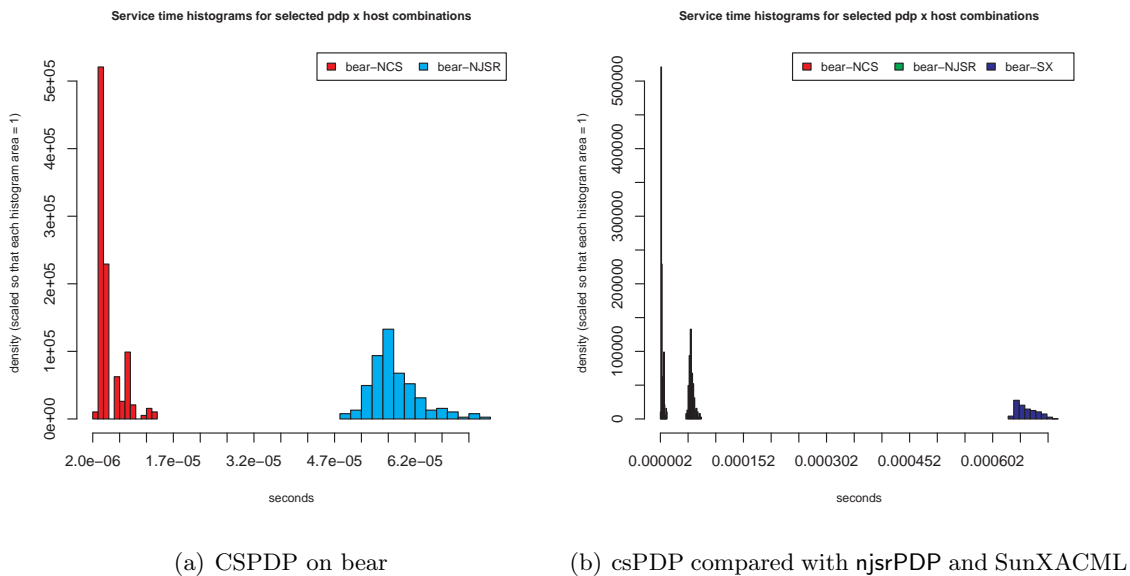 Service time histograms for selected pdp x host combinations
bear−NCS bear−NJSR
density (scaled so that each histogram area = 1)
5e+05
4e+05
3e+05
2e+05
1e+05
0e+00
2.0e−06 1.7e−05 3.2e−05 4.7e−05 6.2e−05
seconds
(a) CSPDP on bear
Service time histograms for selected pdp x host combinations
bear−NCS bear−NJSR bear−SX
density (scaled so that each histogram area = 1)
500000
400000
300000
200000
100000
0
0.000002 0.000152 0.000302 0.000452 0.000602
seconds
(b) csPDP compared with njsrPDP and SunXACML